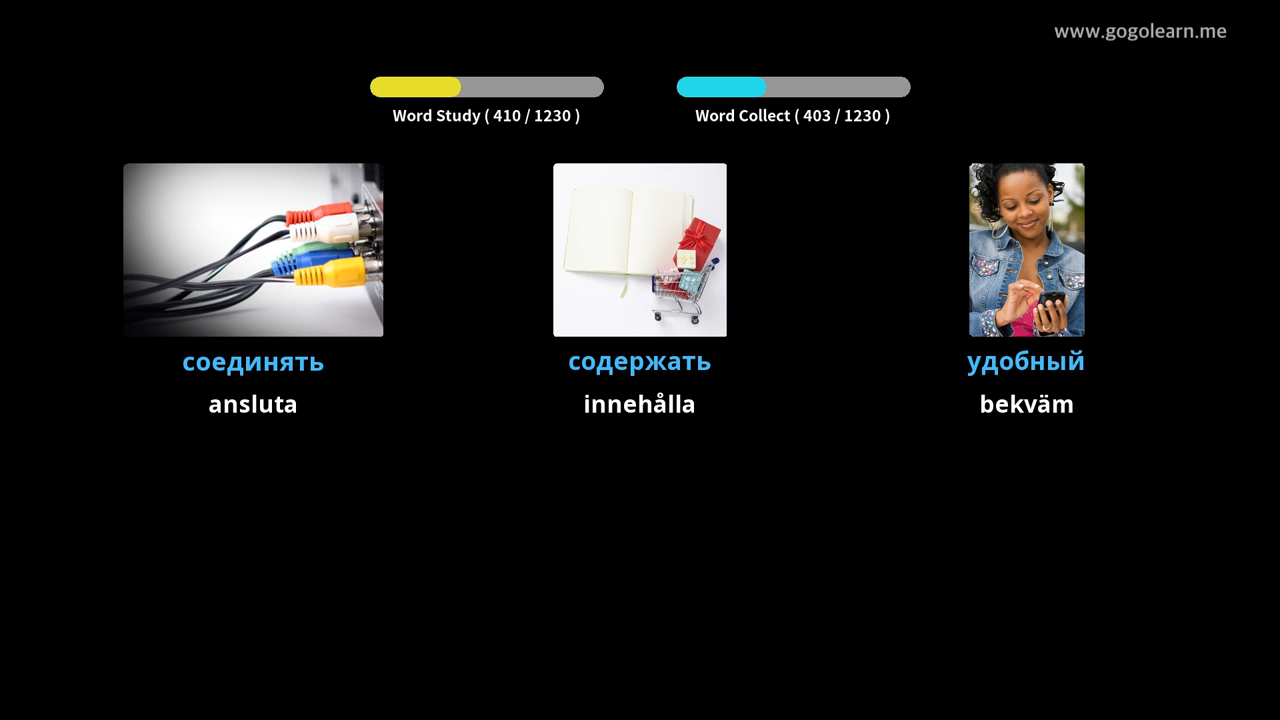 www.gogolearn.me
Word Study ( 410 / 1230 )
Word Collect ( 403 / 1230 )
соединять
содержать
удобный
ansluta
innehålla
bekväm